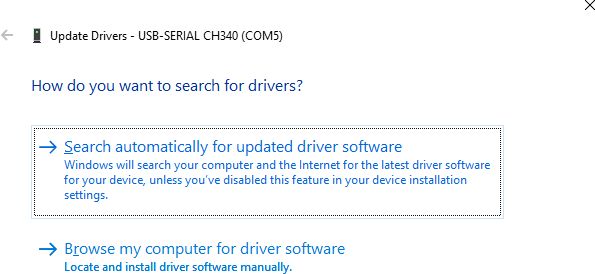 Update Drivers - USB-SERIAL CH340 (COM5)
How do you want to search for drivers?
Search automatically for updated driver software
Windows will search your computer and the Internet for the latest driver software
for your device, unless you've disabled this feature in your device installation
settings.
Browse my computer for driver software
Locate and install driver software manually.